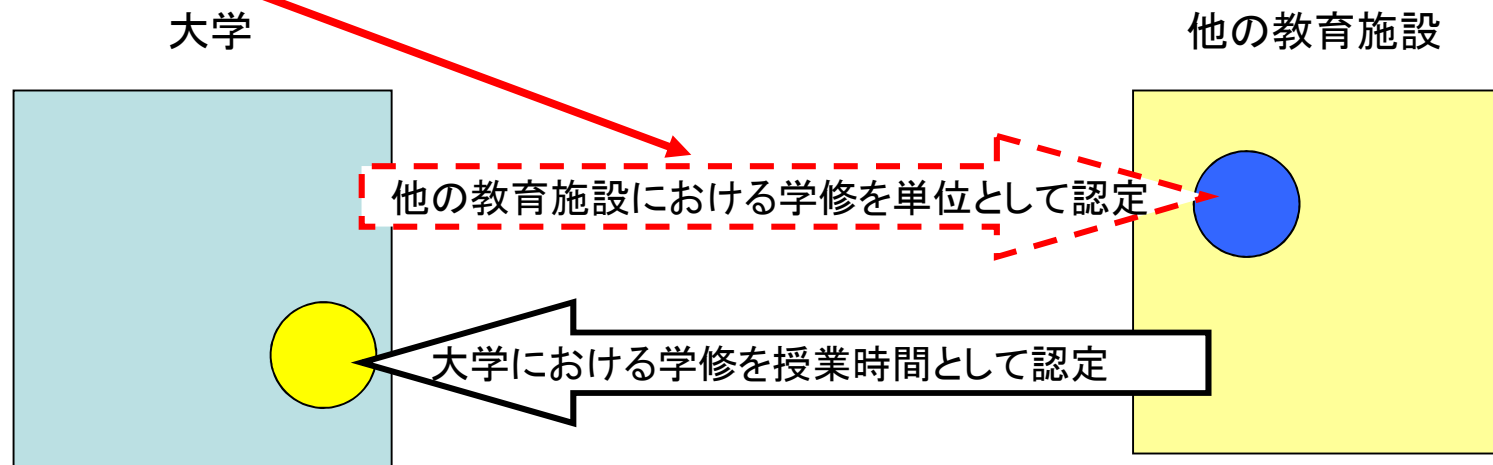 大学
他の教育施設
他の教育施設における学修を単位として認定
大学における学修を授業時間として認定